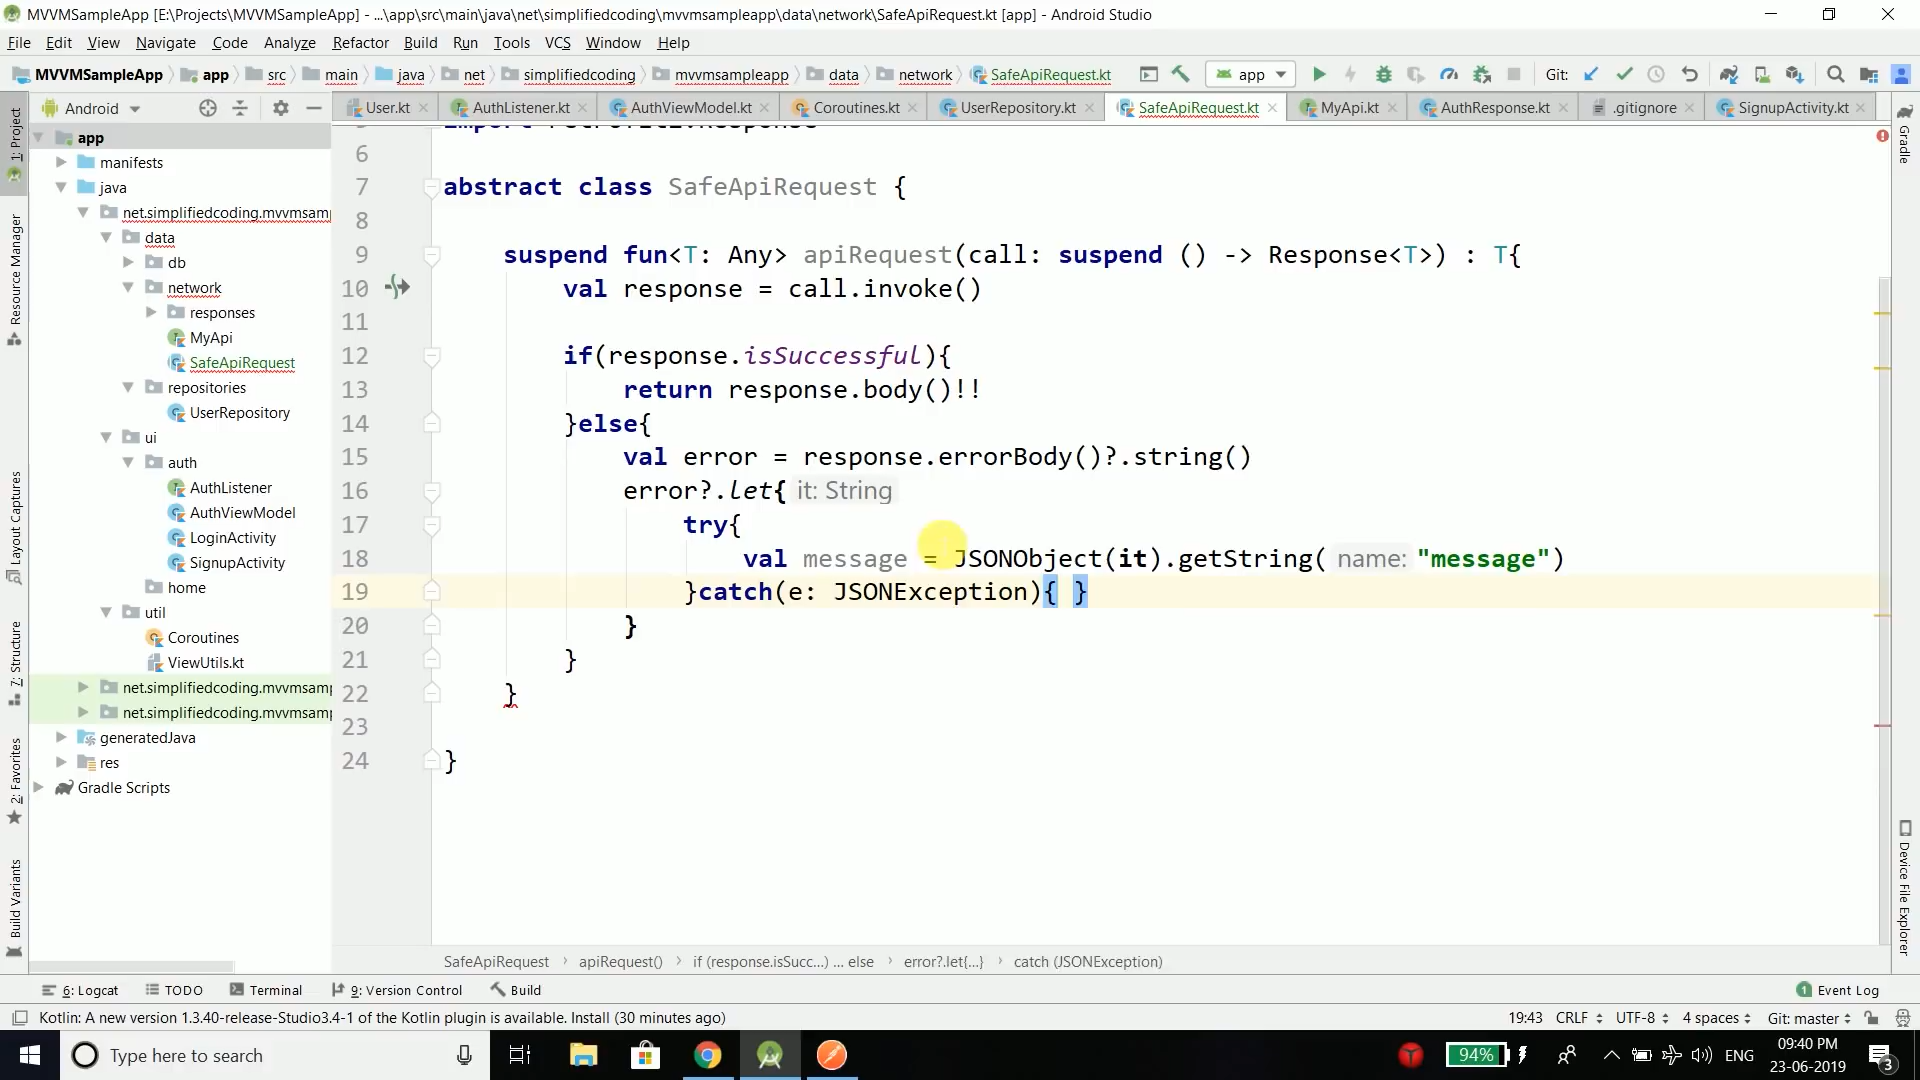 MVVMSampleApp [E:\Projects\MVVMSampleApp] - ...\app\src\main\java\net\simplifiedcoding\mvvmsampleapp\data\network\SafeApiRequest.kt [app] - Android Studio
File Edit View Navigate Code Analyze Refactor Build Run Tools VCS Window Help
MVVMSampleApp app src main java net simplifiedcoding mvvmsampleapp data network SafeApiRequest.kt app Git:
Android
User.kt AuthListener.kt AuthViewModel.kt Coroutines.kt UserRepository.kt SafeApiRequest.kt MyApi.kt AuthResponse.kt .gitignore SignupActivity.kt
1: Project
Resource Manager
Layout Captures
7: Structure
2: Favorites
Build Variants
app
manifests
java
net.simplifiedcoding.mvvmsamp
data
db
network
responses
MyApi
SafeApiRequest
repositories
UserRepository
ui
auth
AuthListener
AuthViewModel
LoginActivity
SignupActivity
home
util
Coroutines
ViewUtils.kt
net.simplifiedcoding.mvvmsamp
net.simplifiedcoding.mvvmsamp
generatedJava
res
Gradle Scripts
6
7 abstract class SafeApiRequest {
8
9 suspend fun<T: Any> apiRequest(call: suspend () -> Response<T>) : T{
10 val response = call.invoke()
11
12 if(response.isSuccessful){
13 return response.body()!!
14 }else{
15 val error = response.errorBody()?.string()
16 error?.let{ it: String
17 try{
18 val message = JSONObject(it).getString( name: "message")
19 }catch(e: JSONException){ }
20 }
21 }
22 }
23
24 }
Gradle
Device File Explorer
SafeApiRequest › apiRequest() › if (response.isSucc...) ... else › error?.let{...} › catch (JSONException)
6: Logcat TODO Terminal 9: Version Control Build 1 Event Log
Kotlin: A new version 1.3.40-release-Studio3.4-1 of the Kotlin plugin is available. Install (30 minutes ago) 19:43 CRLF UTF-8 4 spaces Git: master
Type here to search 94% ENG 09:40 PM
23-06-2019 3